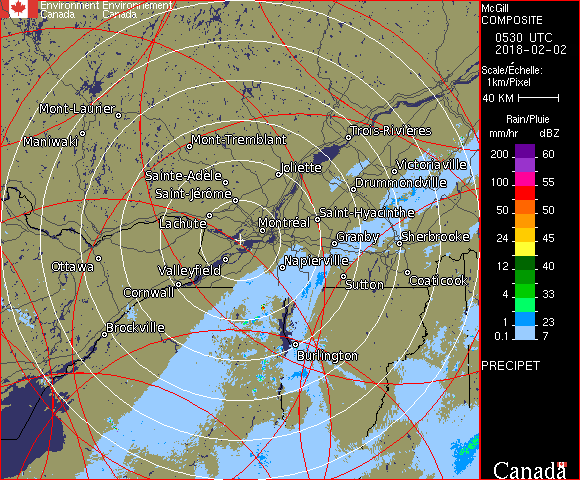 Environment Environnement
Canada Canada
McGill
COMPOSITE
0530 UTC
2018-02-02
Scale/Échelle:
1km/Pixel
40 KM
Rain/Pluie
mm/hr dBZ
200 60
100 55
50 50
24 45
12 40
4 33
1 23
0.1 7
PRECIPET
Canada
Mont-Laurier
Maniwaki
Mont-Tremblant
Trois-Rivières
Sainte-Adèle
Joliette
Victoriaville
Saint-Jérôme
Drummondville
Lachute
Montréal
Saint-Hyacinthe
Granby
Sherbrooke
Ottawa
Valleyfield
Napierville
Cornwall
Sutton
Coaticook
Brockville
Burlington